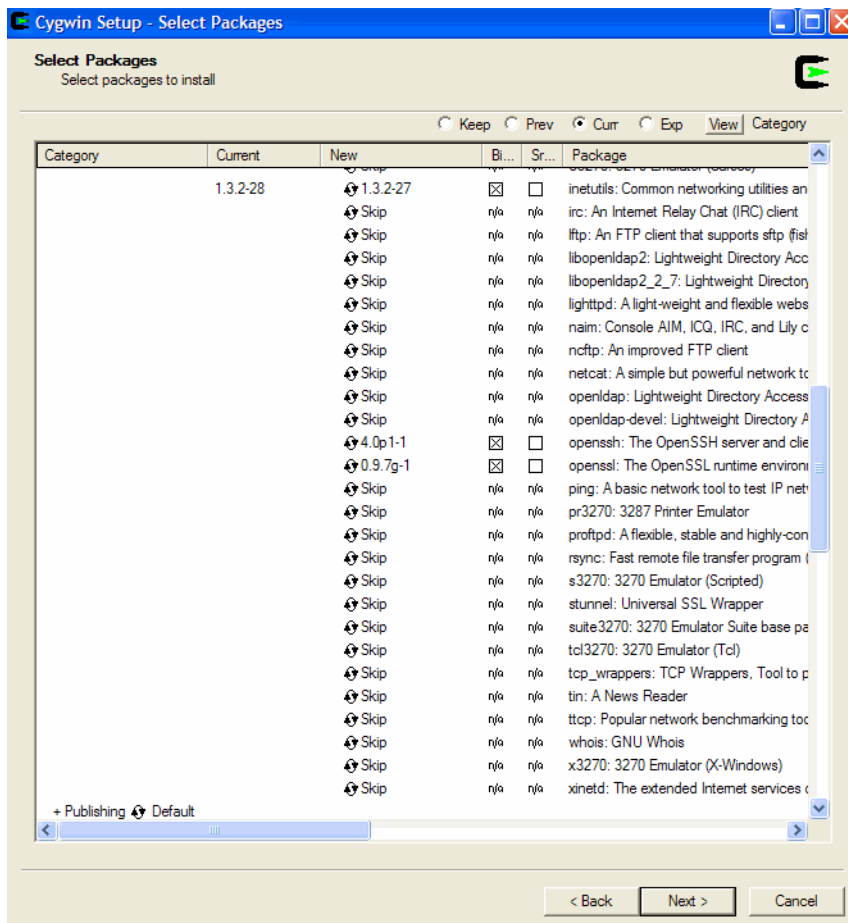 Cygwin Setup - Select Packages
Select Packages
Select packages to install
Keep Prev Curr Exp View Category
Category Current New Bi... Sr... Package
1.3.2-28 1.3.2-27 inetutils: Common networking utilities an
Skip n/a n/a irc: An Internet Relay Chat (IRC) client
Skip n/a n/a lftp: An FTP client that supports sftp (fish
Skip n/a n/a libopenldap2: Lightweight Directory Acc
Skip n/a n/a libopenldap2_2_7: Lightweight Directory
Skip n/a n/a lighttpd: A light-weight and flexible webs
Skip n/a n/a naim: Console AIM, ICQ, IRC, and Lily c
Skip n/a n/a ncftp: An improved FTP client
Skip n/a n/a netcat: A simple but powerful network to
Skip n/a n/a openldap: Lightweight Directory Access
Skip n/a n/a openldap-devel: Lightweight Directory A
4.0p1-1 openssh: The OpenSSH server and clie
0.9.7g-1 openssl: The OpenSSL runtime environm
Skip n/a n/a ping: A basic network tool to test IP netw
Skip n/a n/a pr3270: 3287 Printer Emulator
Skip n/a n/a proftpd: A flexible, stable and highly-con
Skip n/a n/a rsync: Fast remote file transfer program (
Skip n/a n/a s3270: 3270 Emulator (Scripted)
Skip n/a n/a stunnel: Universal SSL Wrapper
Skip n/a n/a suite3270: 3270 Emulator Suite base pa
Skip n/a n/a tcl3270: 3270 Emulator (Tcl)
Skip n/a n/a tcp_wrappers: TCP Wrappers, Tool to p
Skip n/a n/a tin: A News Reader
Skip n/a n/a ttcp: Popular network benchmarking too
Skip n/a n/a whois: GNU Whois
Skip n/a n/a x3270: 3270 Emulator (X-Windows)
Skip n/a n/a xinetd: The extended Internet services d
+ Publishing Default
< Back Next > Cancel